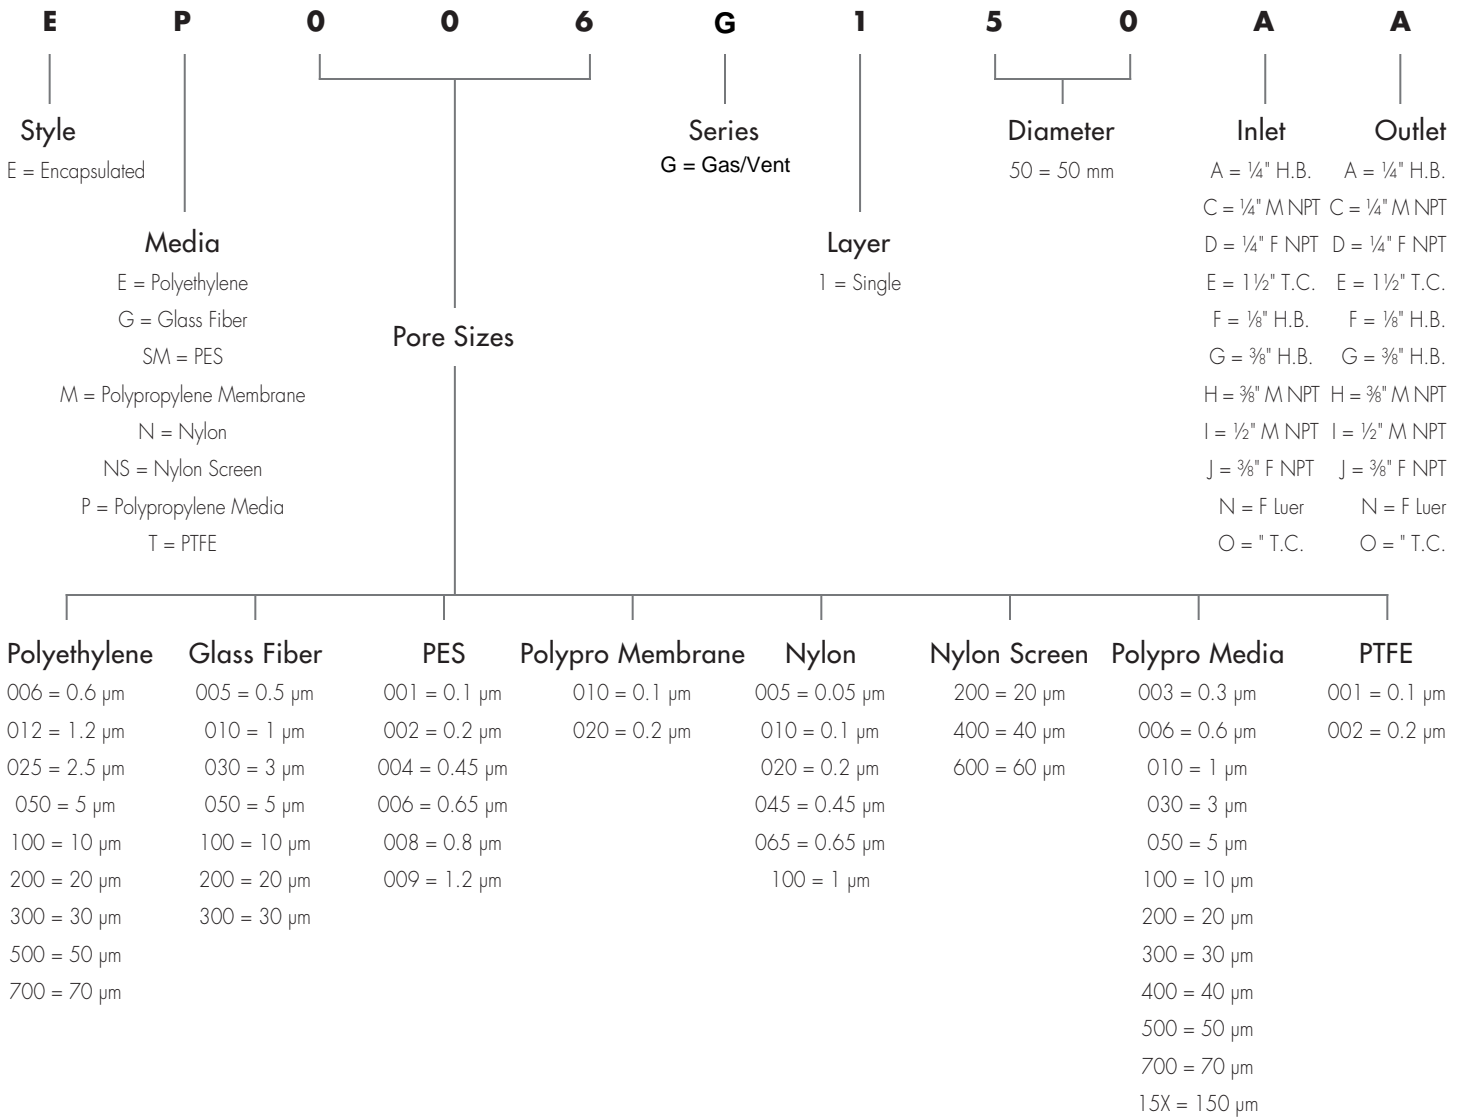 E P 0 0 6 G 1 5 0 A A
Style
E = Encapsulated
Media
E = Polyethylene
G = Glass Fiber
SM = PES
M = Polypropylene Membrane
N = Nylon
NS = Nylon Screen
P = Polypropylene Media
T = PTFE
Pore Sizes
Series
G = Gas/Vent
Layer
1 = Single
Diameter
50 = 50 mm
Inlet
A = ¼" H.B.
C = ¼" M NPT
D = ¼" F NPT
E = 1½" T.C.
F = ⅛" H.B.
G = ⅜" H.B.
H = ⅜" M NPT
I = ½" M NPT
J = ⅜" F NPT
N = F Luer
O = " T.C.
Outlet
A = ¼" H.B.
C = ¼" M NPT
D = ¼" F NPT
E = 1½" T.C.
F = ⅛" H.B.
G = ⅜" H.B.
H = ⅜" M NPT
I = ½" M NPT
J = ⅜" F NPT
N = F Luer
O = " T.C.
Polyethylene
006 = 0.6 µm
012 = 1.2 µm
025 = 2.5 µm
050 = 5 µm
100 = 10 µm
200 = 20 µm
300 = 30 µm
500 = 50 µm
700 = 70 µm
Glass Fiber
005 = 0.5 µm
010 = 1 µm
030 = 3 µm
050 = 5 µm
100 = 10 µm
200 = 20 µm
300 = 30 µm
PES
001 = 0.1 µm
002 = 0.2 µm
004 = 0.45 µm
006 = 0.65 µm
008 = 0.8 µm
009 = 1.2 µm
Polypro Membrane
010 = 0.1 µm
020 = 0.2 µm
Nylon
005 = 0.05 µm
010 = 0.1 µm
020 = 0.2 µm
045 = 0.45 µm
065 = 0.65 µm
100 = 1 µm
Nylon Screen
200 = 20 µm
400 = 40 µm
600 = 60 µm
Polypro Media
003 = 0.3 µm
006 = 0.6 µm
010 = 1 µm
030 = 3 µm
050 = 5 µm
100 = 10 µm
200 = 20 µm
300 = 30 µm
400 = 40 µm
500 = 50 µm
700 = 70 µm
15X = 150 µm
PTFE
001 = 0.1 µm
002 = 0.2 µm